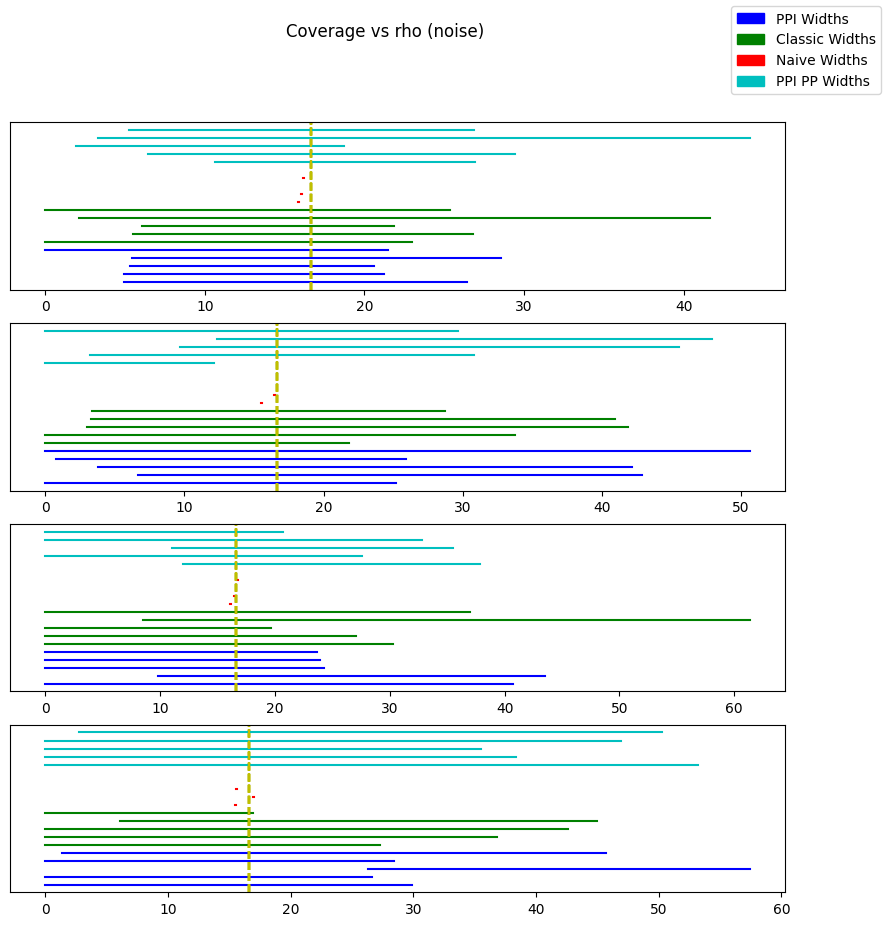 Coverage vs rho (noise)
PPI Widths
Classic Widths
Naive Widths
PPI PP Widths
0 10 20 30 40
0 10 20 30 40 50
0 10 20 30 40 50 60
0 10 20 30 40 50 60